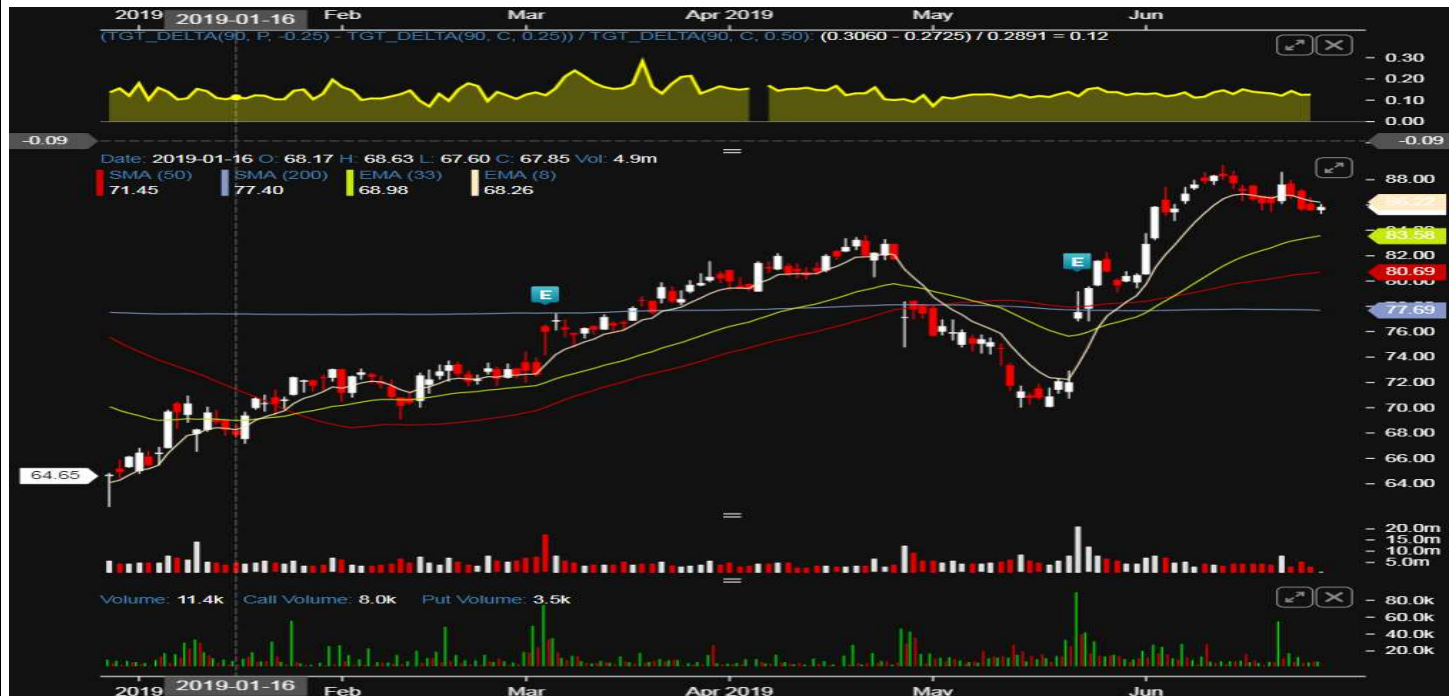 2019 2019-01-16 Feb Mar Apr 2019 May Jun
(TGT_DELTA(90, P, -0.25) - TGT_DELTA(90, C, 0.25)) / TGT_DELTA(90, C, 0.50): (0.3060 - 0.2725) / 0.2891 = 0.12
0.30
0.20
0.10
0.00
-0.09 -0.09
Date: 2019-01-16 O: 68.17 H: 68.63 L: 67.60 C: 67.85 Vol: 4.9m
SMA (50) SMA (200) EMA (33) EMA (8)
71.45 77.40 68.98 68.26
88.00
86.22
83.58
82.00
80.69
80.00
77.69
76.00
74.00
72.00
70.00
68.00
66.00
64.00
64.65
E
E
20.0m
15.0m
10.0m
5.0m
Volume: 11.4k Call Volume: 8.0k Put Volume: 3.5k
80.0k
60.0k
40.0k
20.0k
2019 2019-01-16 Feb Mar Apr 2019 May Jun